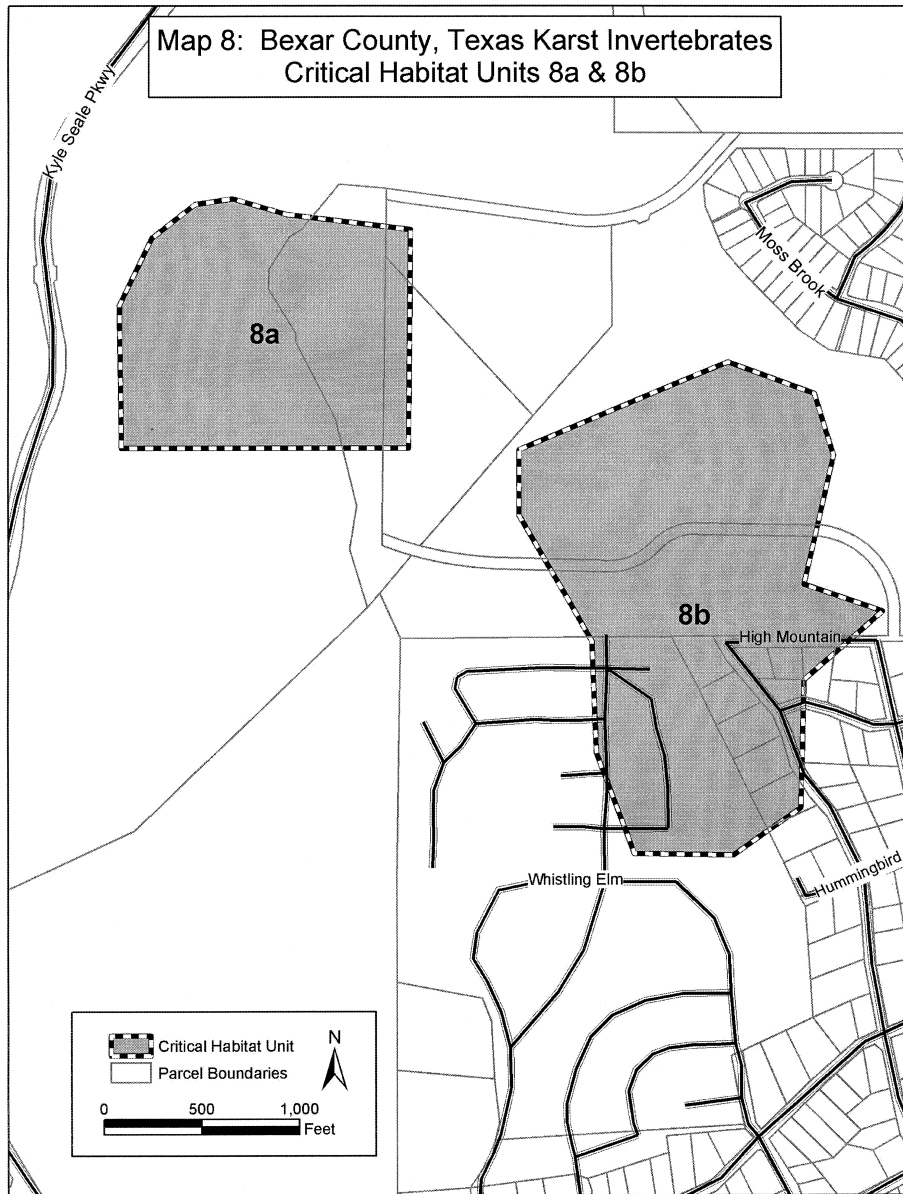 Map 8: Bexar County, Texas Karst Invertebrates
Critical Habitat Units 8a & 8b
Kyle Seale Pkwy
Moss Brook
8a
8b
High Mountain
Whistling Elm
Hummingbird
Critical Habitat Unit
Parcel Boundaries
N
0 500 1,000
Feet